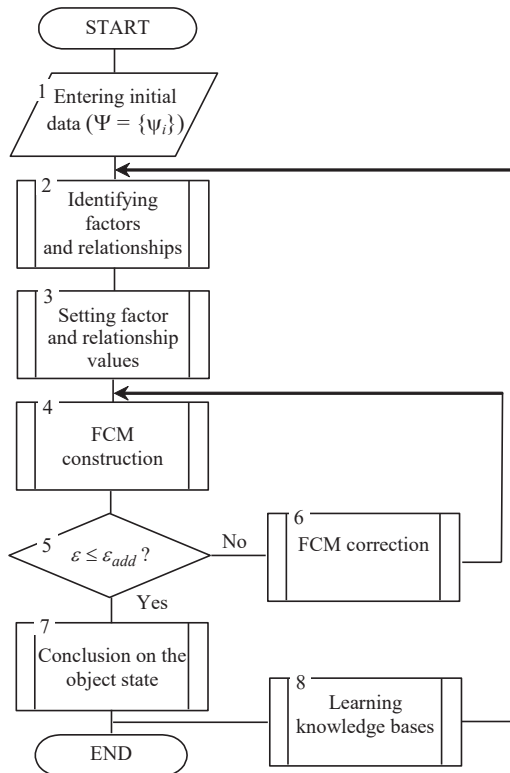 START
1
Entering initial
data (Ψ = {ψi})
2
Identifying
factors
and relationships
3
Setting factor
and relationship
values
4
FCM
construction
5
ε ≤ εadd ?
No
6
FCM correction
Yes
7
Conclusion on the
object state
8
Learning
knowledge bases
END